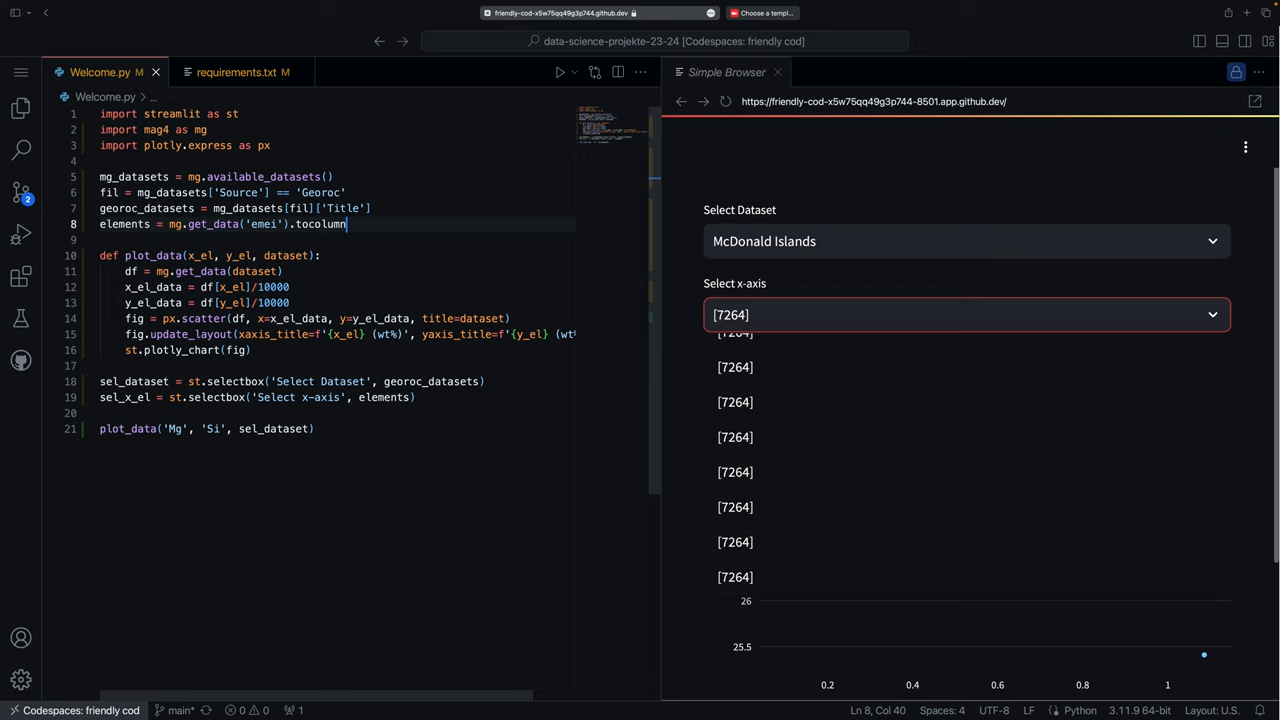 friendly-cod-x5w75qq49g3p744.github.dev
Choose a templ...
data-science-projekte-23-24 [Codespaces: friendly cod]
Welcome.py M
requirements.txt M
Simple Browser
Welcome.py > ...
https://friendly-cod-x5w75qq49g3p744-8501.app.github.dev/
1 import streamlit as st
2 import mag4 as mg
3 import plotly.express as px
4
5 mg_datasets = mg.available_datasets()
6 fil = mg_datasets['Source'] == 'Georoc'
7 georoc_datasets = mg_datasets[fil]['Title']
8 elements = mg.get_data('emei').tocolumn
9
10 def plot_data(x_el, y_el, dataset):
11 df = mg.get_data(dataset)
12 x_el_data = df[x_el]/10000
13 y_el_data = df[y_el]/10000
14 fig = px.scatter(df, x=x_el_data, y=y_el_data, title=dataset)
15 fig.update_layout(xaxis_title=f'{x_el} (wt%)', yaxis_title=f'{y_el} (wt%
16 st.plotly_chart(fig)
17
18 sel_dataset = st.selectbox('Select Dataset', georoc_datasets)
19 sel_x_el = st.selectbox('Select x-axis', elements)
20
21 plot_data('Mg', 'Si', sel_dataset)
Select Dataset
McDonald Islands
Select x-axis
[7264]
[7264]
[7264]
[7264]
[7264]
[7264]
[7264]
[7264]
[7264]
26
25.5
0.2 0.4 0.6 0.8 1
2
Codespaces: friendly cod
main*
0 0
1
Ln 8, Col 40
Spaces: 4
UTF-8
LF
Python
3.11.9 64-bit
Layout: U.S.